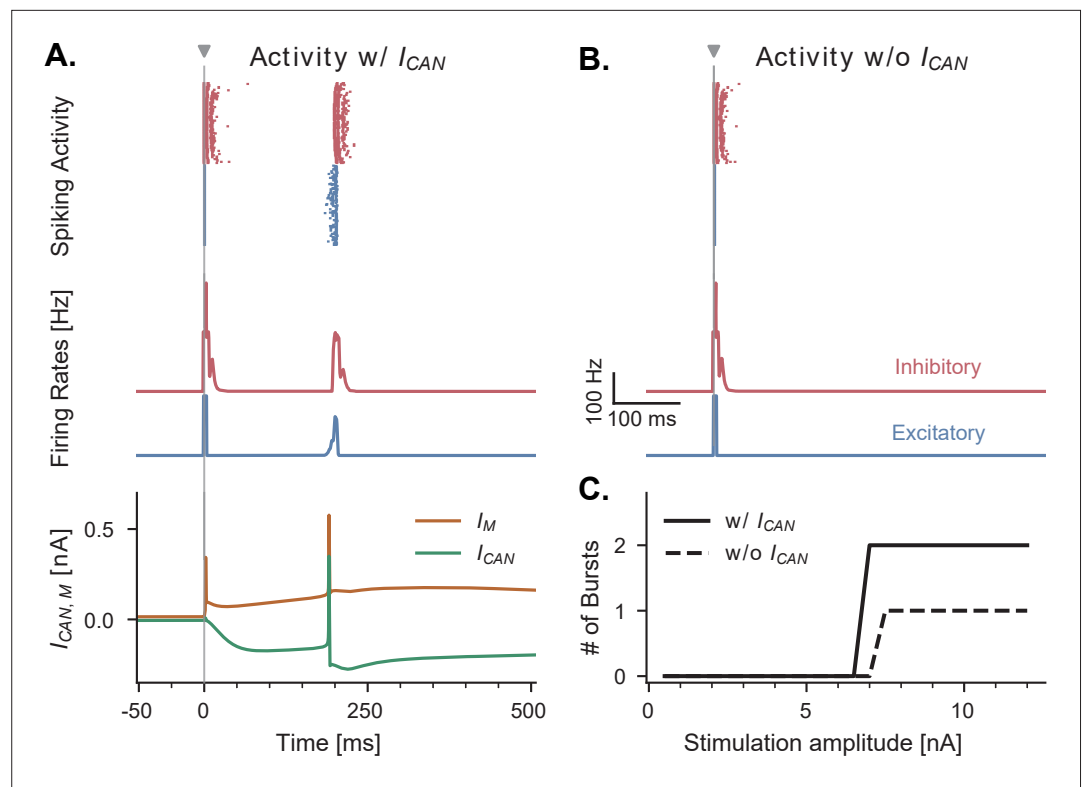 A.
Activity w/ I_CAN
Spiking Activity
Firing Rates [Hz]
I_CAN, M [nA]
0.5
0.0
I_M
I_CAN
-50
0
250
500
Time [ms]
B.
Activity w/o I_CAN
100 Hz
100 ms
Inhibitory
Excitatory
C.
# of Bursts
2
1
0
w/ I_CAN
w/o I_CAN
0
5
10
Stimulation amplitude [nA]